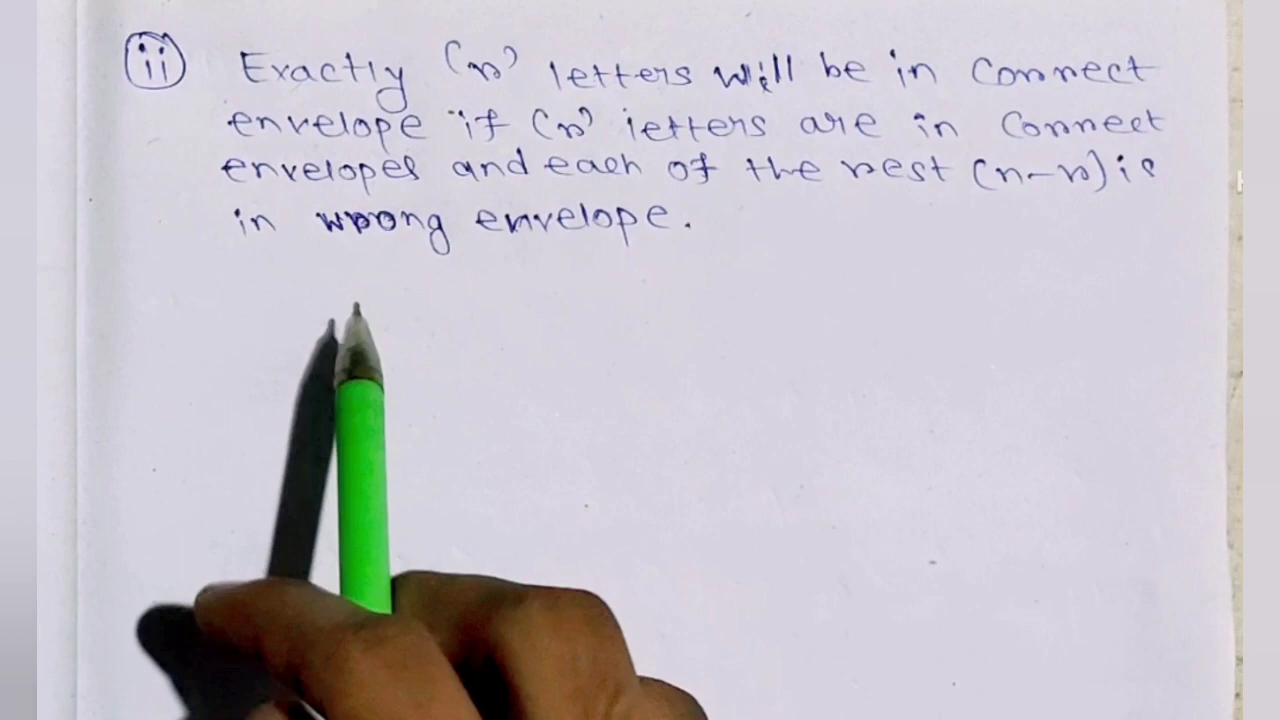 (ii) Exactly 'r' letters will be in correct
envelope if 'r' letters are in correct
envelopes and each of the rest (n-r) is
in wrong envelope.